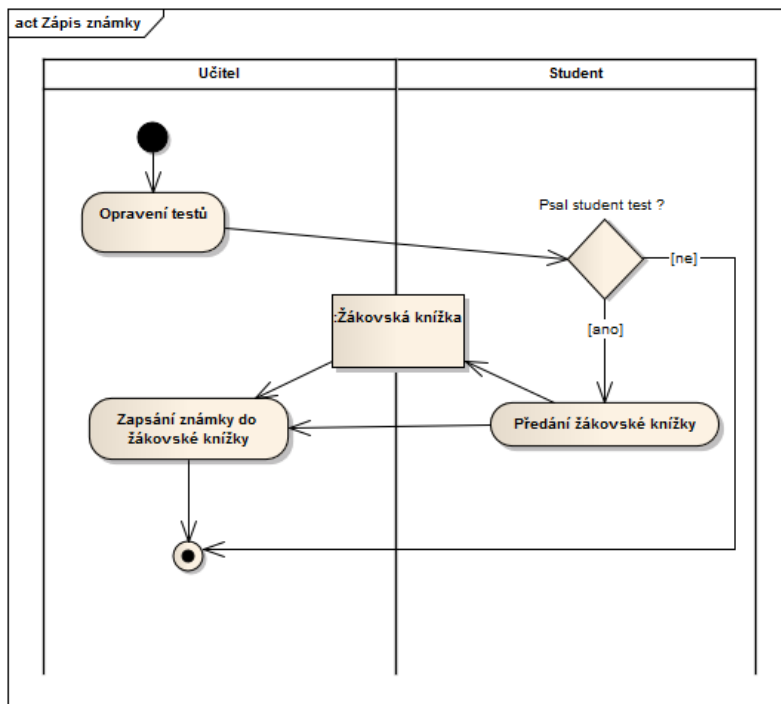 act Zápis známky
Učitel
Student
Opravení testů
Psal student test ?
[ne]
:Žákovská knížka
[ano]
Zapsání známky do
žákovské knížky
Předání žákovské knížky